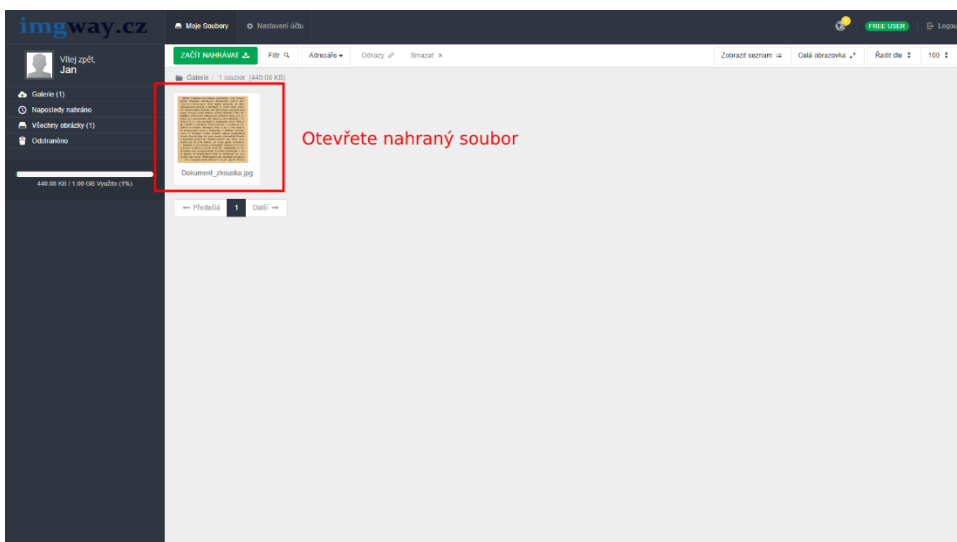 imgway.cz
Moje Soubory
Nastavení účtu
FREE USER
Vítej zpět,
Jan
ZAČÍT NAHRÁVAT
Filtr
Adresáře
Odkazy
Smazat ×
Zobrazit seznam
Celá obrazovka
Řadit dle
100
Galerie / 1 soubor (440.08 KB)
Galerie (1)
Naposledy nahráno
Všechny obrázky (1)
Odstraněno
440.08 KB / 1.00 GB Využito (1%)
Otevřete nahraný soubor
Dokument_zkouska.jpg
← Předešlá
1
Další →